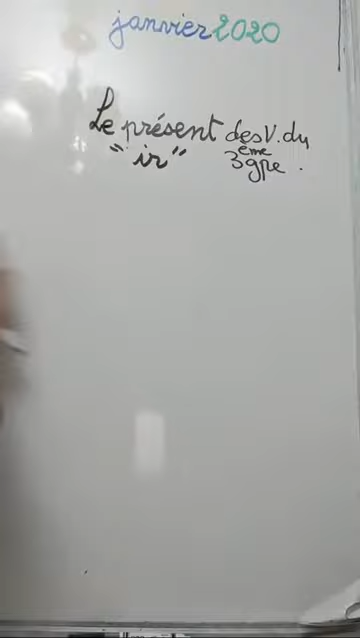 janvier 2020
Le présent des V. du
"ir" 3ème gpe.